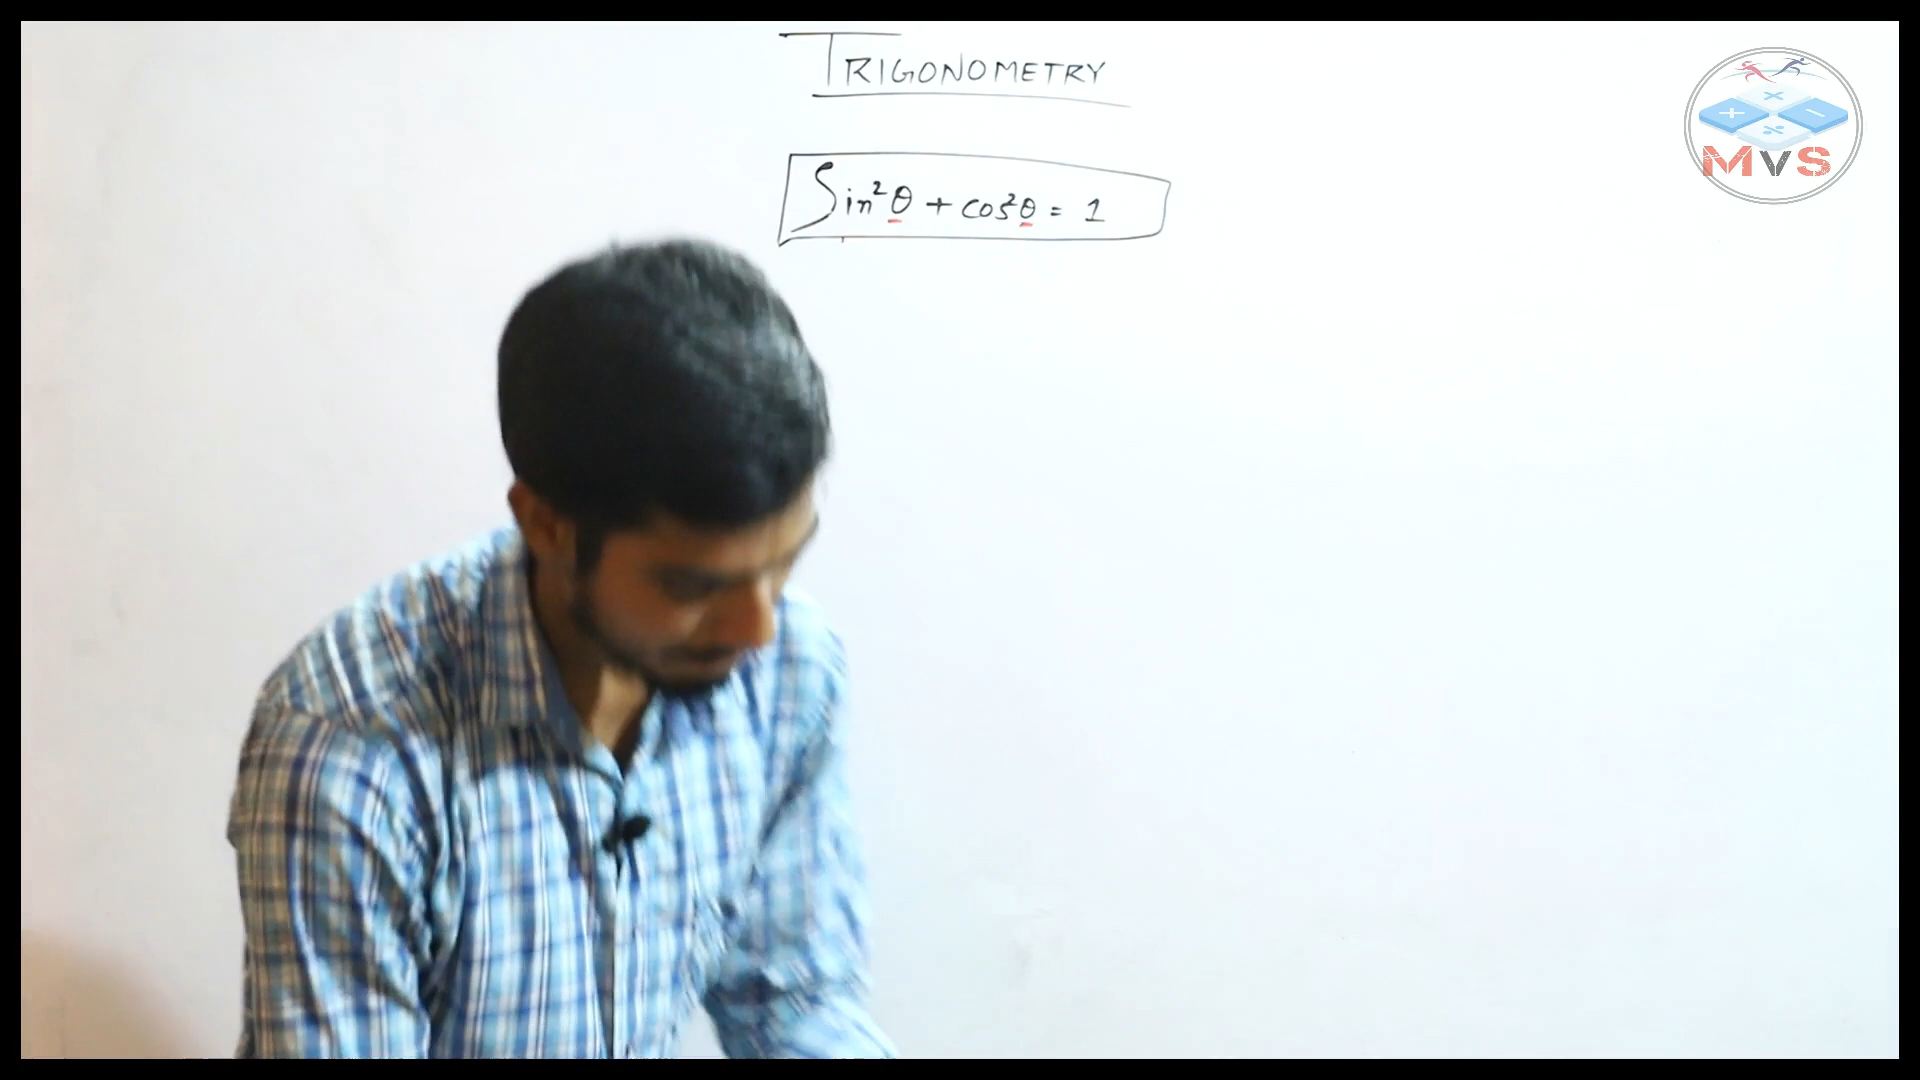 TRIGONOMETRY
Sin²θ + cos²θ = 1
MVS